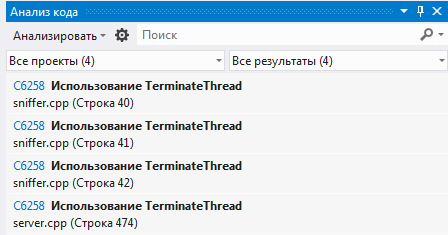 Анализ кода
Анализировать
Поиск
Все проекты (4)
Все результаты (4)
C6258 Использование TerminateThread
sniffer.cpp (Строка 40)
C6258 Использование TerminateThread
sniffer.cpp (Строка 41)
C6258 Использование TerminateThread
sniffer.cpp (Строка 42)
C6258 Использование TerminateThread
server.cpp (Строка 474)